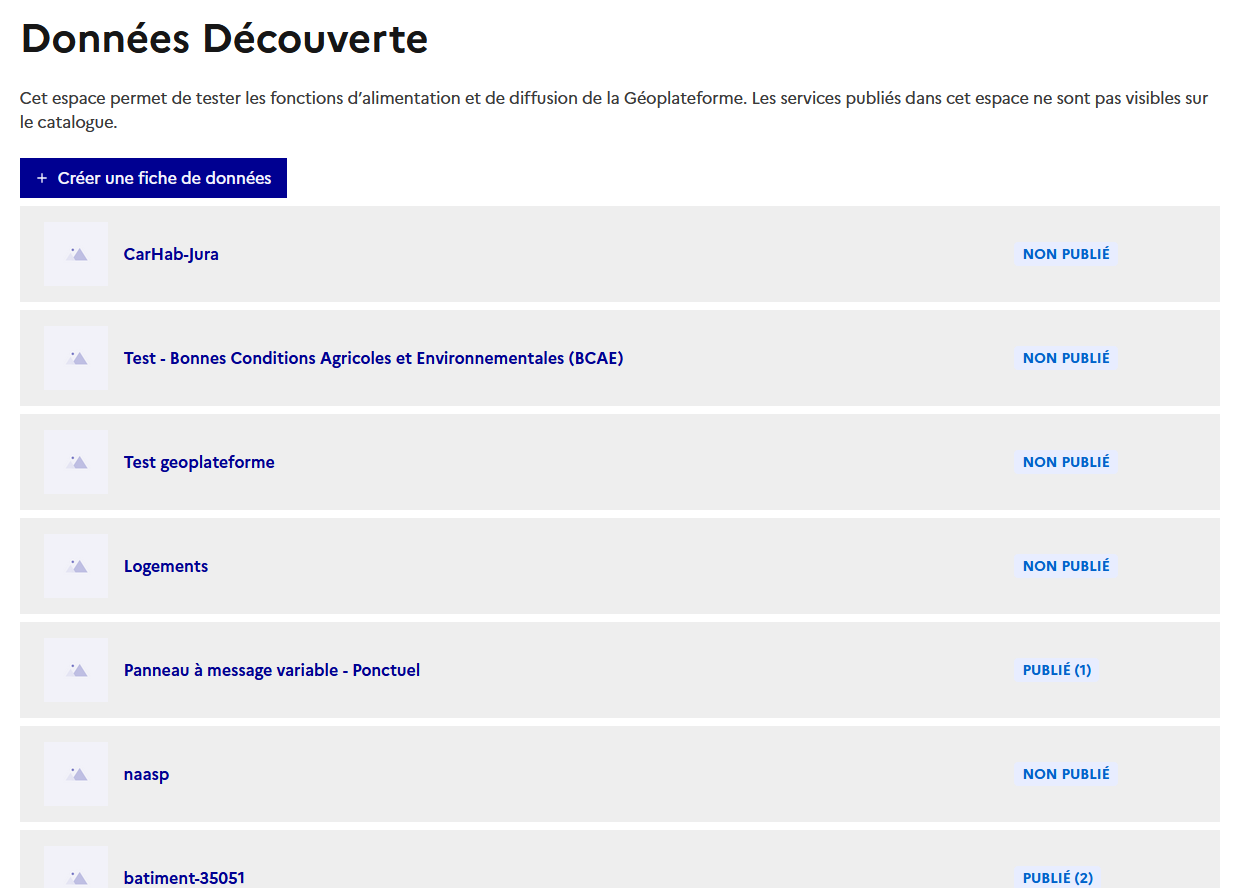 Données Découverte
Cet espace permet de tester les fonctions d’alimentation et de diffusion de la Géoplateforme. Les services publiés dans cet espace ne sont pas visibles sur
le catalogue.
+ Créer une fiche de données
CarHab-Jura NON PUBLIÉ
Test - Bonnes Conditions Agricoles et Environnementales (BCAE) NON PUBLIÉ
Test geoplateforme NON PUBLIÉ
Logements NON PUBLIÉ
Panneau à message variable - Ponctuel PUBLIÉ (1)
naasp NON PUBLIÉ
batiment-35051 PUBLIÉ (2)